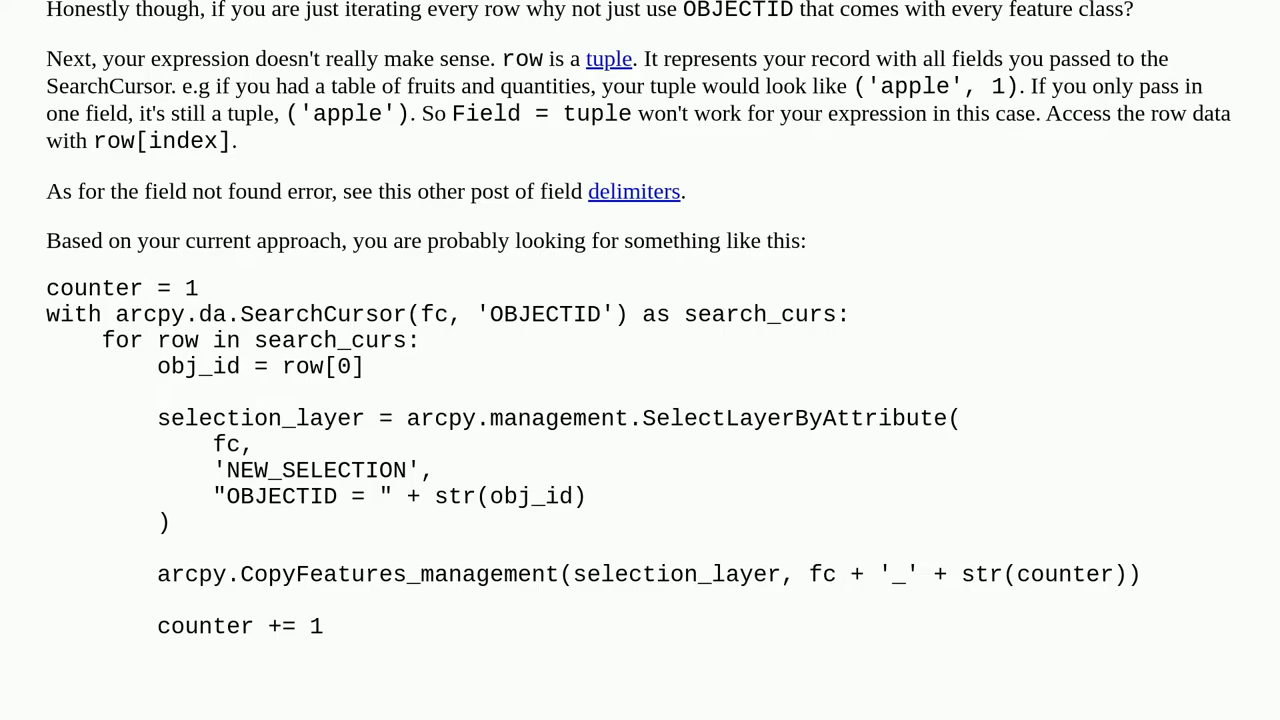 Honestly though, if you are just iterating every row why not just use OBJECTID that comes with every feature class?
Next, your expression doesn't really make sense. row is a tuple. It represents your record with all fields you passed to the
SearchCursor. e.g if you had a table of fruits and quantities, your tuple would look like ('apple', 1). If you only pass in
one field, it's still a tuple, ('apple'). So Field = tuple won't work for your expression in this case. Access the row data
with row[index].
As for the field not found error, see this other post of field delimiters.
Based on your current approach, you are probably looking for something like this:
counter = 1
with arcpy.da.SearchCursor(fc, 'OBJECTID') as search_curs:
    for row in search_curs:
        obj_id = row[0]
        selection_layer = arcpy.management.SelectLayerByAttribute(
            fc,
            'NEW_SELECTION',
            "OBJECTID = " + str(obj_id)
        )
        arcpy.CopyFeatures_management(selection_layer, fc + '_' + str(counter))
        counter += 1